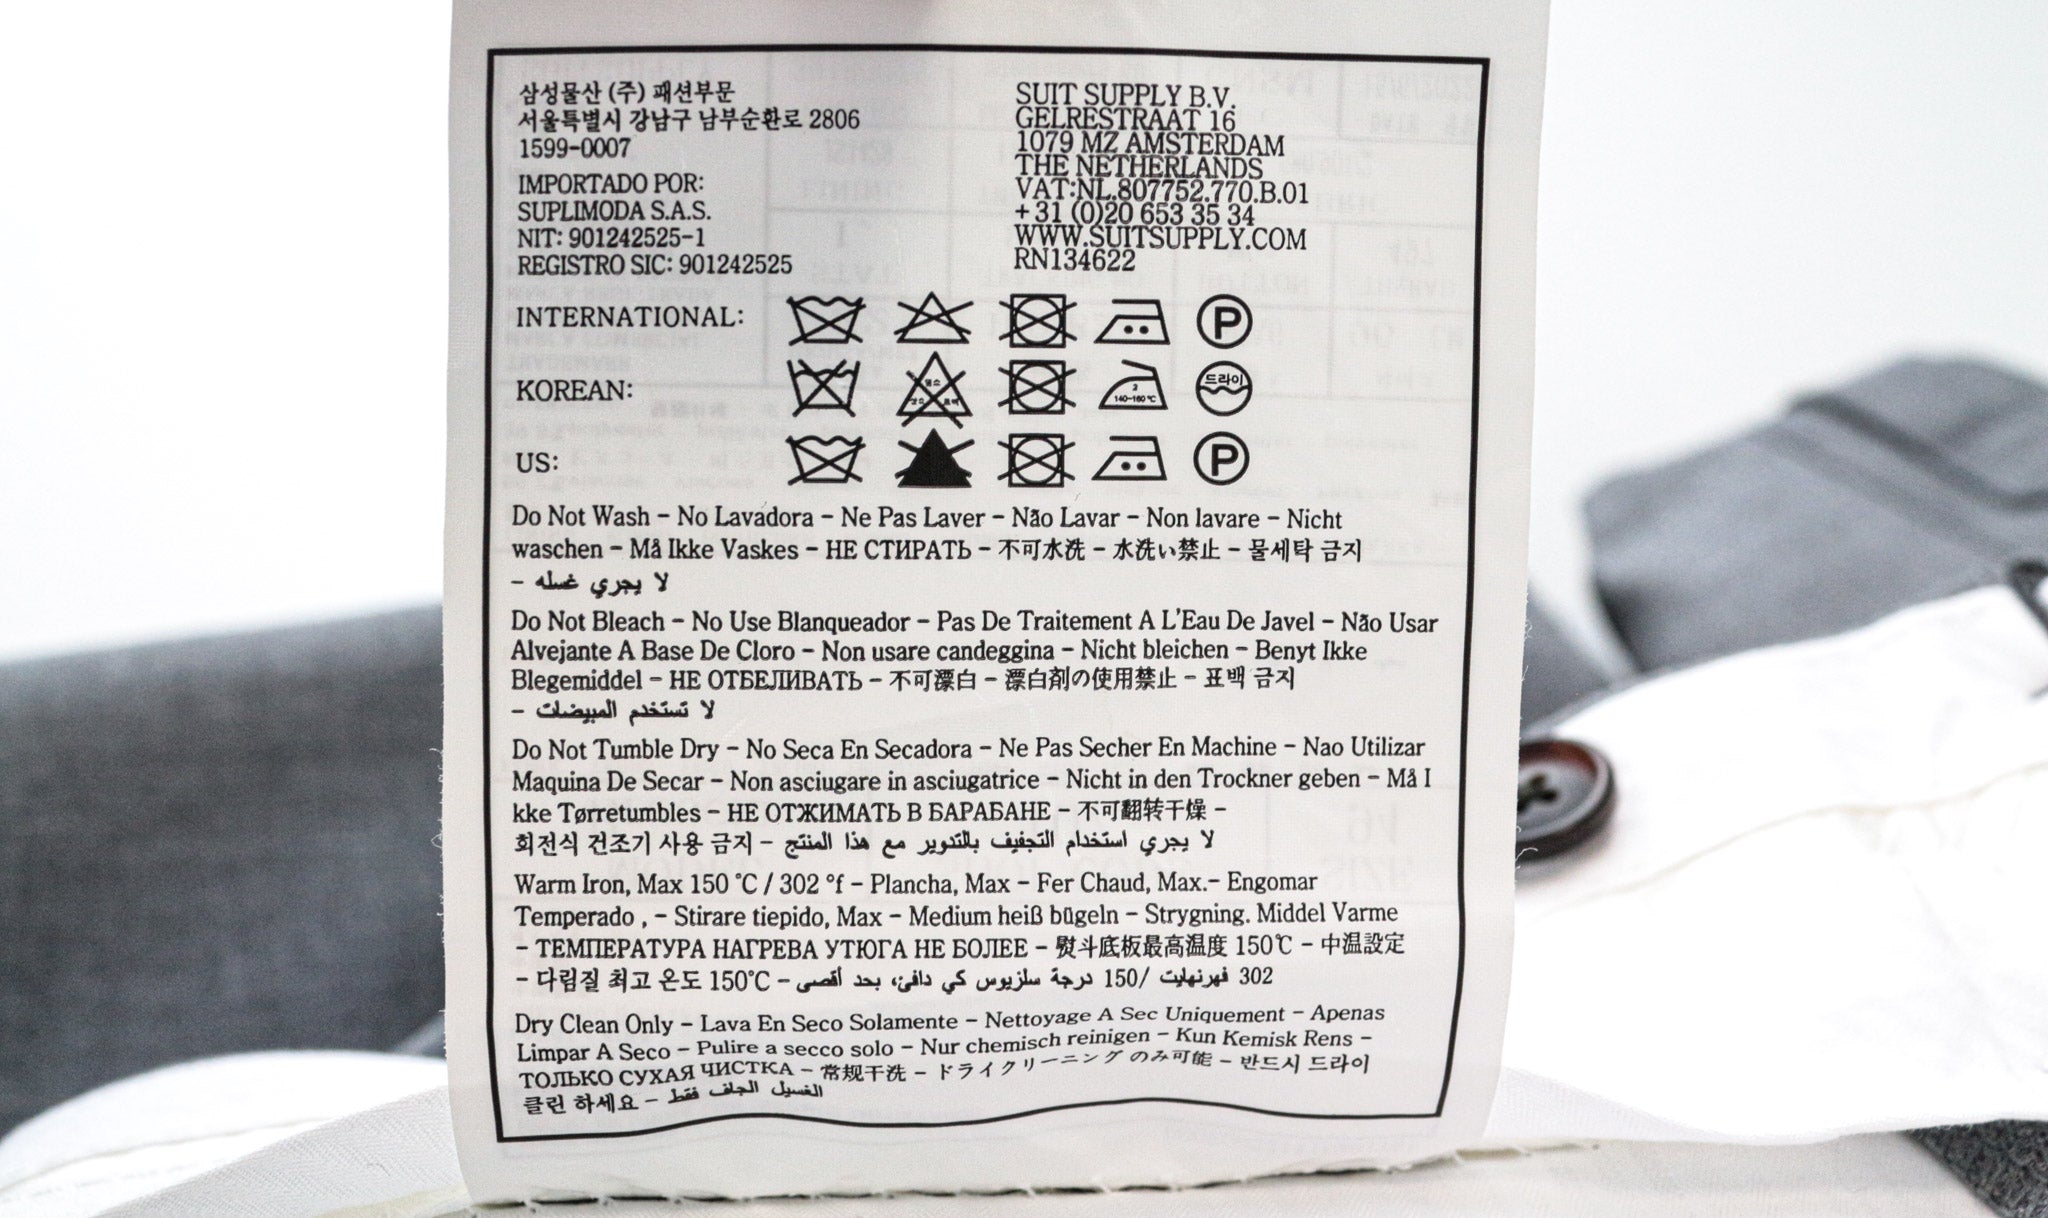 삼성물산 (주) 패션부문
서울특별시 강남구 남부순환로 2806
1599-0007
IMPORTADO POR:
SUPLIMODA S.A.S.
NIT: 901242525-1
REGISTRO SIC: 901242525
SUIT SUPPLY B.V.
GELRESTRAAT 16
1079 MZ AMSTERDAM
THE NETHERLANDS
VAT:NL.807752.770.B.01
+31 (0)20 653 35 34
WWW.SUITSUPPLY.COM
RN134622
INTERNATIONAL: P
KOREAN: 염소 표백 2 140~160℃ 드라이
US: P
Do Not Wash - No Lavadora - Ne Pas Laver - Não Lavar - Non lavare - Nicht
waschen - Må Ikke Vaskes - НЕ СТИРАТЬ - 不可水洗 - 水洗い禁止 - 물세탁 금지
- لا يجري غسله
Do Not Bleach - No Use Blanqueador - Pas De Traitement A L'Eau De Javel - Não Usar
Alvejante A Base De Cloro - Non usare candeggina - Nicht bleichen - Benyt Ikke
Blegemiddel - НЕ ОТБЕЛИВАТЬ - 不可漂白 - 漂白剤の使用禁止 - 표백 금지
- لا تستخدم المبيضات
Do Not Tumble Dry - No Seca En Secadora - Ne Pas Secher En Machine - Nao Utilizar
Maquina De Secar - Non asciugare in asciugatrice - Nicht in den Trockner geben - Må I
kke Tørretumbles - НЕ ОТЖИМАТЬ В БАРАБАНЕ - 不可翻转干燥 -
회전식 건조기 사용 금지 - لا يجري استخدام التجفيف بالتدوير مع هذا المنتج
Warm Iron, Max 150 °C / 302 °f - Plancha, Max - Fer Chaud, Max.- Engomar
Temperado , - Stirare tiepido, Max - Medium heiß bügeln - Strygning. Middel Varme
- ТЕМПЕРАТУРА НАГРЕВА УТЮГА НЕ БОЛЕЕ - 熨斗底板最高温度 150℃ - 中温設定
- 다림질 최고 온도 150℃ - 302 فهرنهايت /150 درجة سلزيوس كي دافئ، بحد أقصى
Dry Clean Only - Lava En Seco Solamente - Nettoyage A Sec Uniquement - Apenas
Limpar A Seco - Pulire a secco solo - Nur chemisch reinigen - Kun Kemisk Rens -
ТОЛЬКО СУХАЯ ЧИСТКА - 常规干洗 - ドライクリーニング のみ可能 - 반드시 드라이
클린 하세요 - الغسيل الجاف فقط